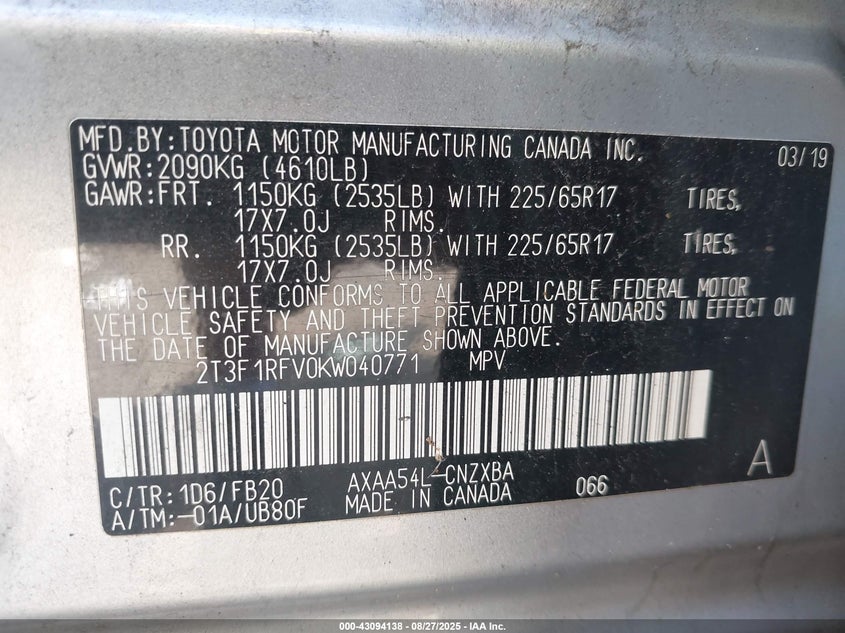 MFD.BY:TOYOTA MOTOR MANUFACTURING CANADA INC. 03/19
GVWR:2090KG (4610LB)
GAWR:FRT. 1150KG (2535LB) WITH 225/65R17 TIRES,
17X7.0J RIMS.
RR. 1150KG (2535LB) WITH 225/65R17 TIRES,
17X7.0J RIMS.
THIS VEHICLE CONFORMS TO ALL APPLICABLE FEDERAL MOTOR
VEHICLE SAFETY AND THEFT PREVENTION STANDARDS IN EFFECT ON
THE DATE OF MANUFACTURE SHOWN ABOVE.
2T3F1RFV0KW040771 MPV
C/TR:1D6/FB20 AXAA54L-CNZXBA 066 A
A/TM:-01A/UB80F MADE IN CANADA
000-43094138 - 08/27/2025 - IAA Inc.